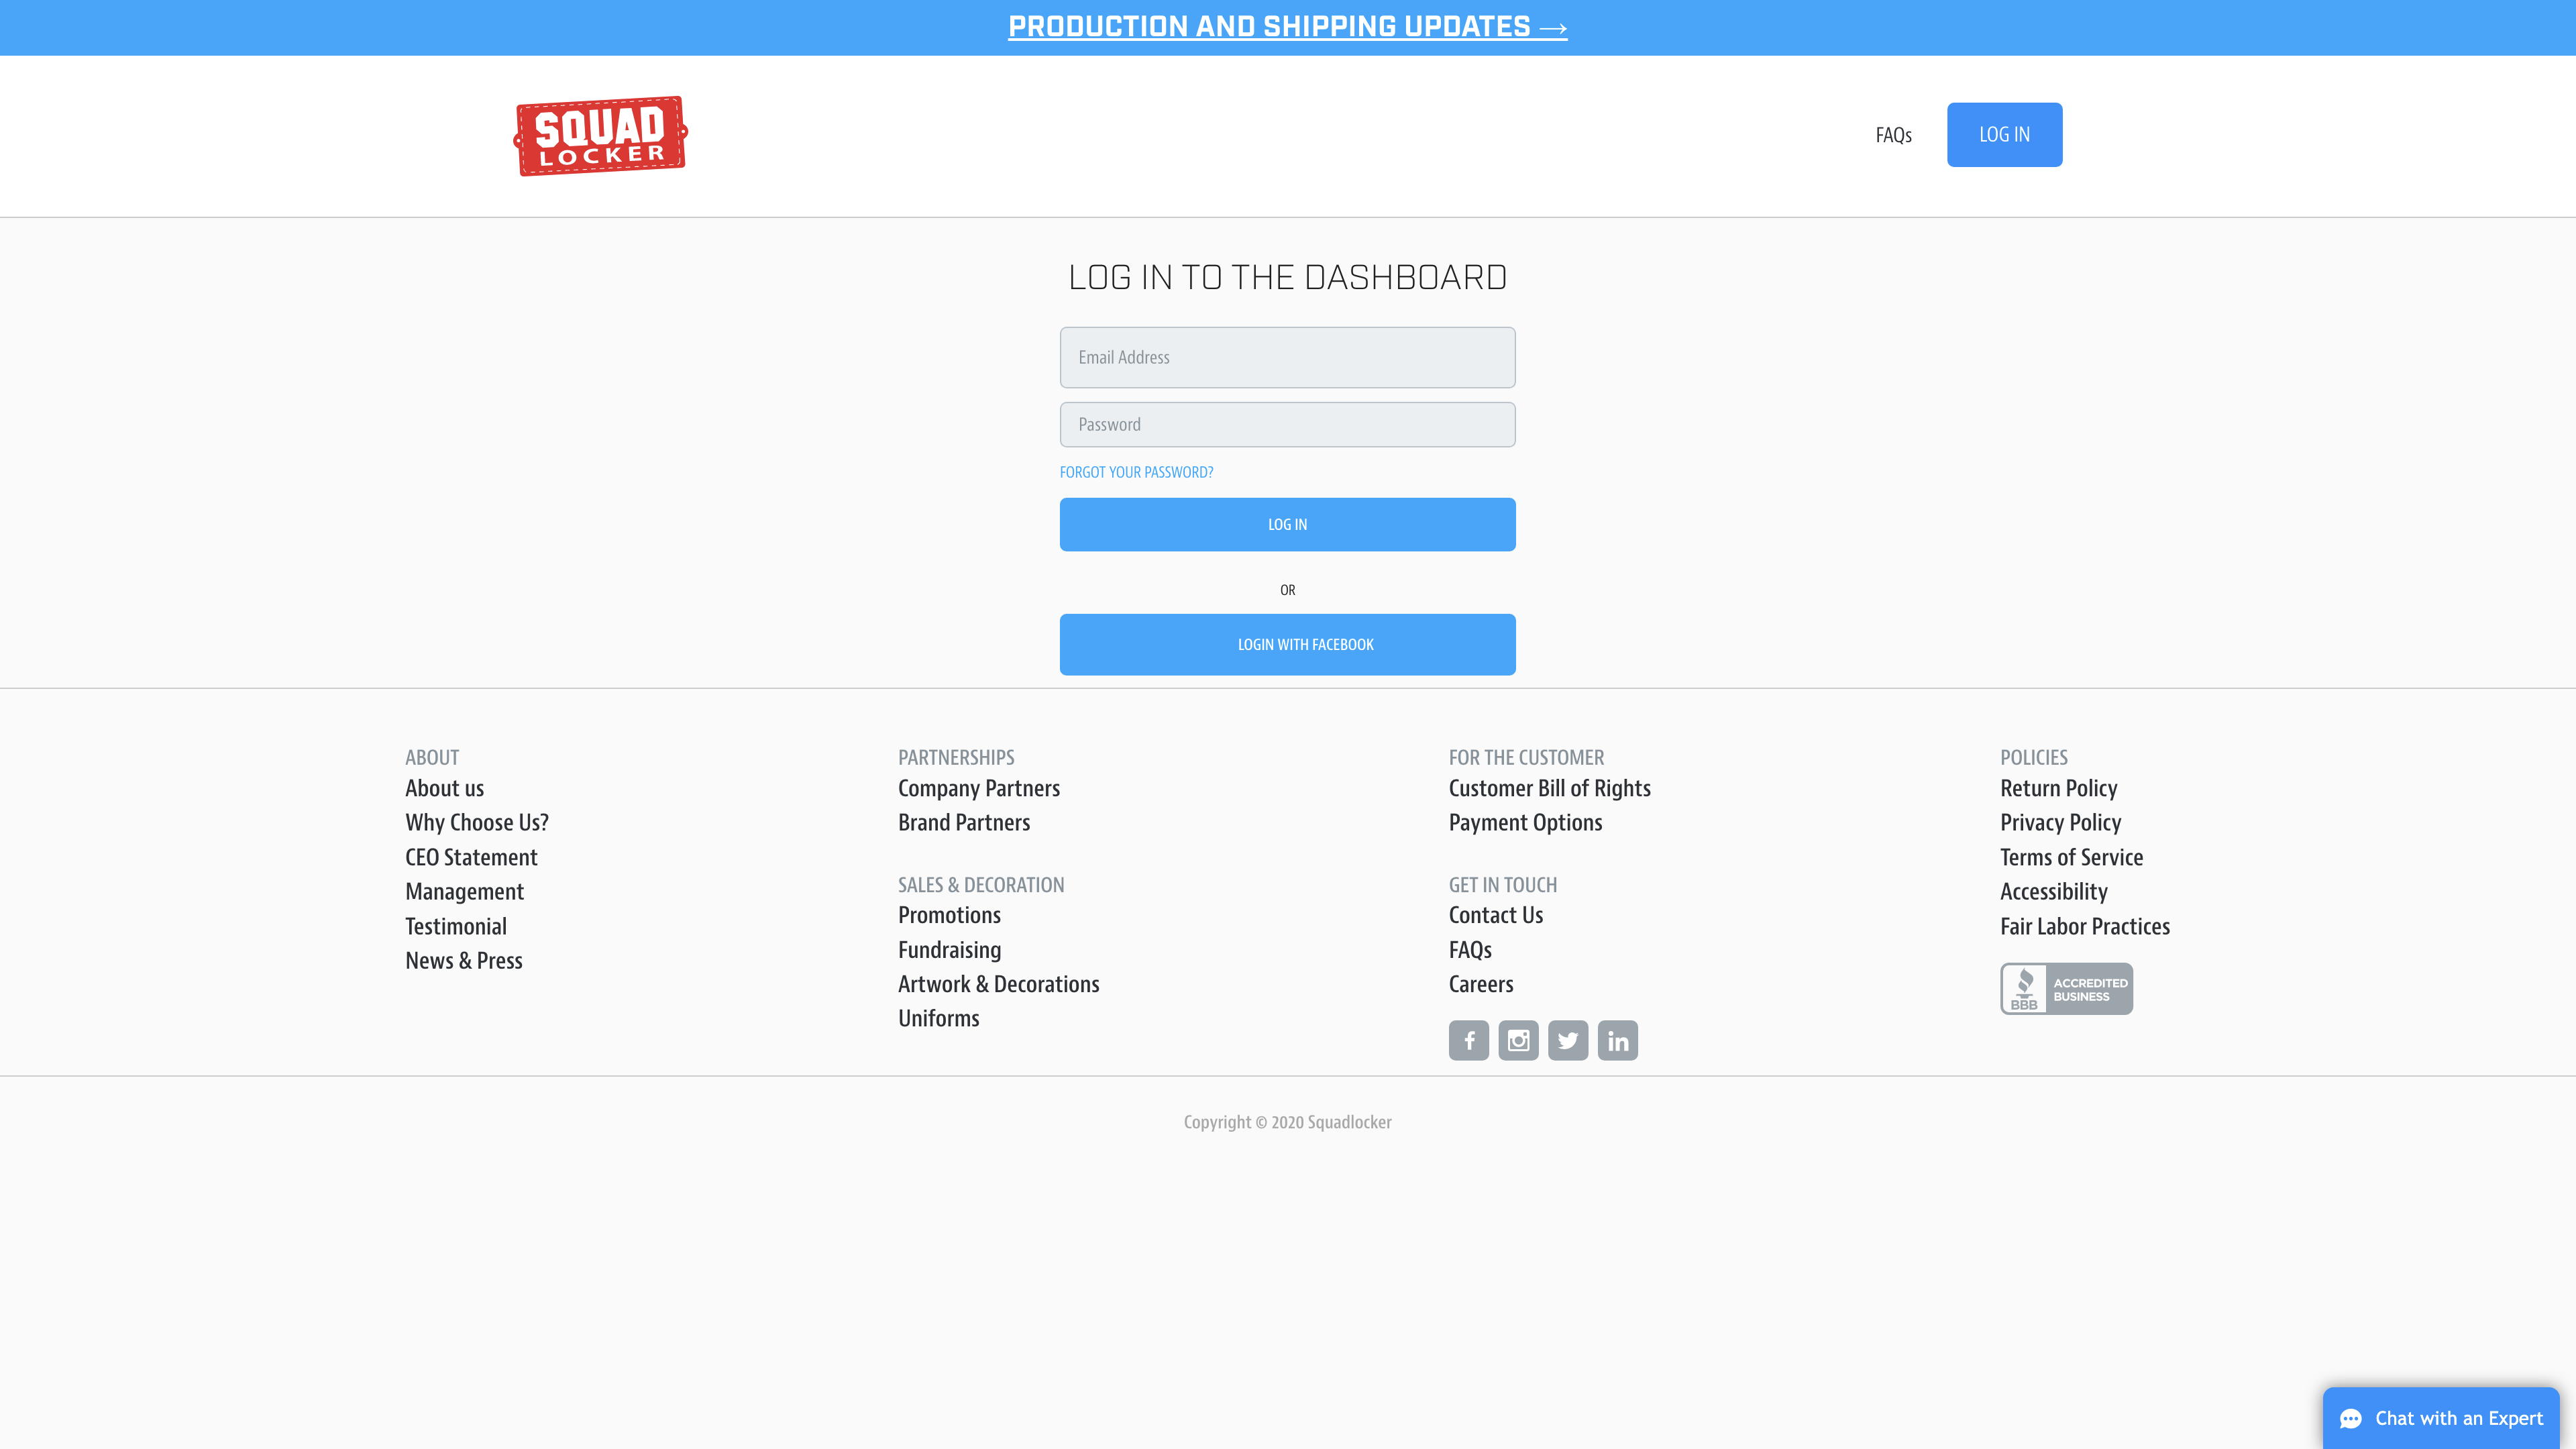 PRODUCTION AND SHIPPING UPDATES →
SQUAD
LOCKER
FAQs
LOG IN
LOG IN TO THE DASHBOARD
Email Address
Password
FORGOT YOUR PASSWORD?
LOG IN
OR
LOGIN WITH FACEBOOK
ABOUT
About us
Why Choose Us?
CEO Statement
Management
Testimonial
News & Press
PARTNERSHIPS
Company Partners
Brand Partners
SALES & DECORATION
Promotions
Fundraising
Artwork & Decorations
Uniforms
FOR THE CUSTOMER
Customer Bill of Rights
Payment Options
GET IN TOUCH
Contact Us
FAQs
Careers
POLICIES
Return Policy
Privacy Policy
Terms of Service
Accessibility
Fair Labor Practices
BBB
ACCREDITED
BUSINESS
Copyright © 2020 Squadlocker
Chat with an Expert